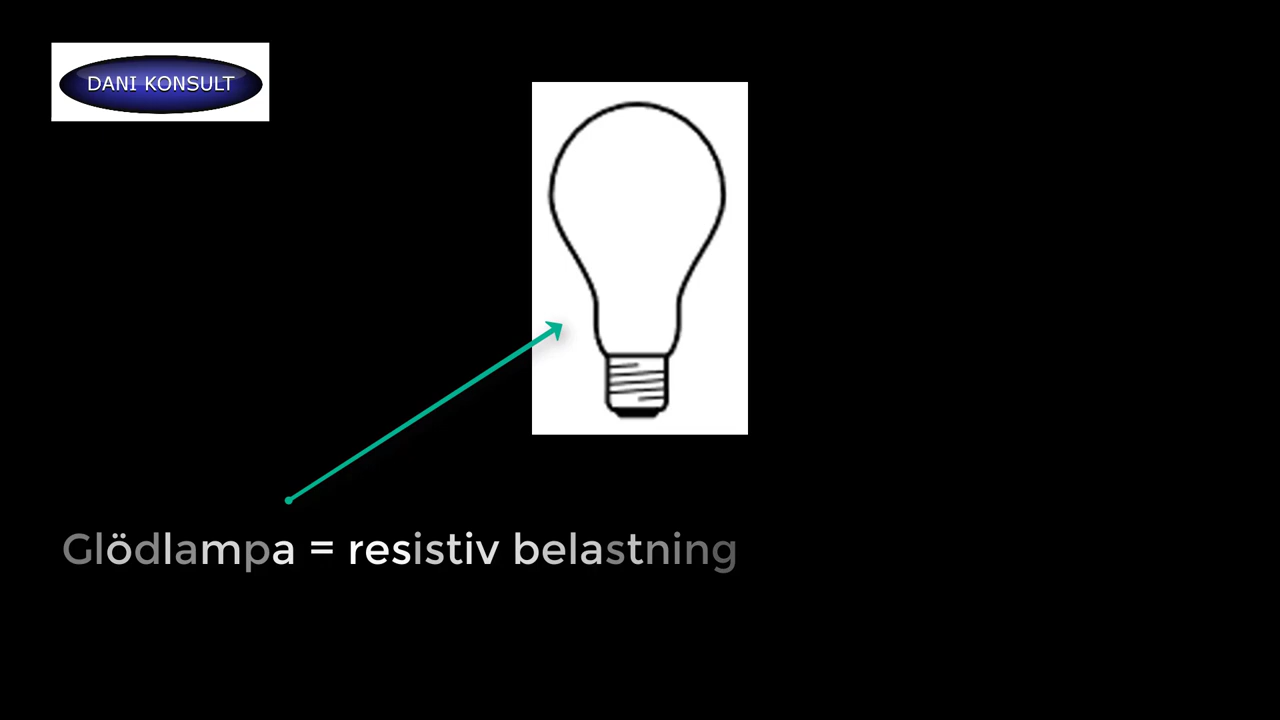 DANI KONSULT
Glödlampa = resistiv belastning